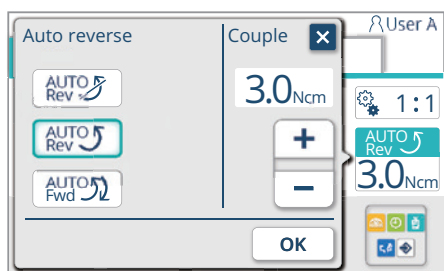 Auto reverse
Couple
User A
AUTO
Rev
3.0Ncm
1:1
AUTO
Rev
AUTO
Rev
3.0Ncm
AUTO
Fwd
OK